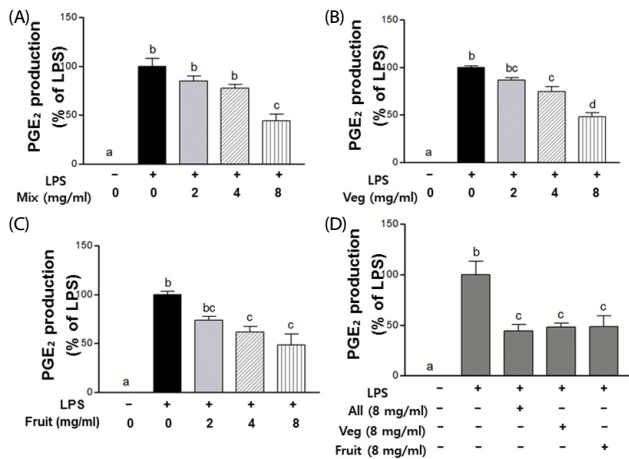 (A)
PGE2 production
(% of LPS)
150
100
50
0
a
b
b
b
c
LPS − + + + +
Mix (mg/ml) 0 0 2 4 8
(B)
PGE2 production
(% of LPS)
150
100
50
0
a
b
bc
c
d
LPS − + + + +
Veg (mg/ml) 0 0 2 4 8
(C)
PGE2 production
(% of LPS)
150
100
50
0
a
b
bc
c
c
LPS − + + + +
Fruit (mg/ml) 0 0 2 4 8
(D)
PGE2 production
(% of LPS)
150
100
50
0
a
b
c
c
c
LPS − + + + +
All (8 mg/ml) − − + − −
Veg (8 mg/ml) − − − + −
Fruit (8 mg/ml) − − − − +